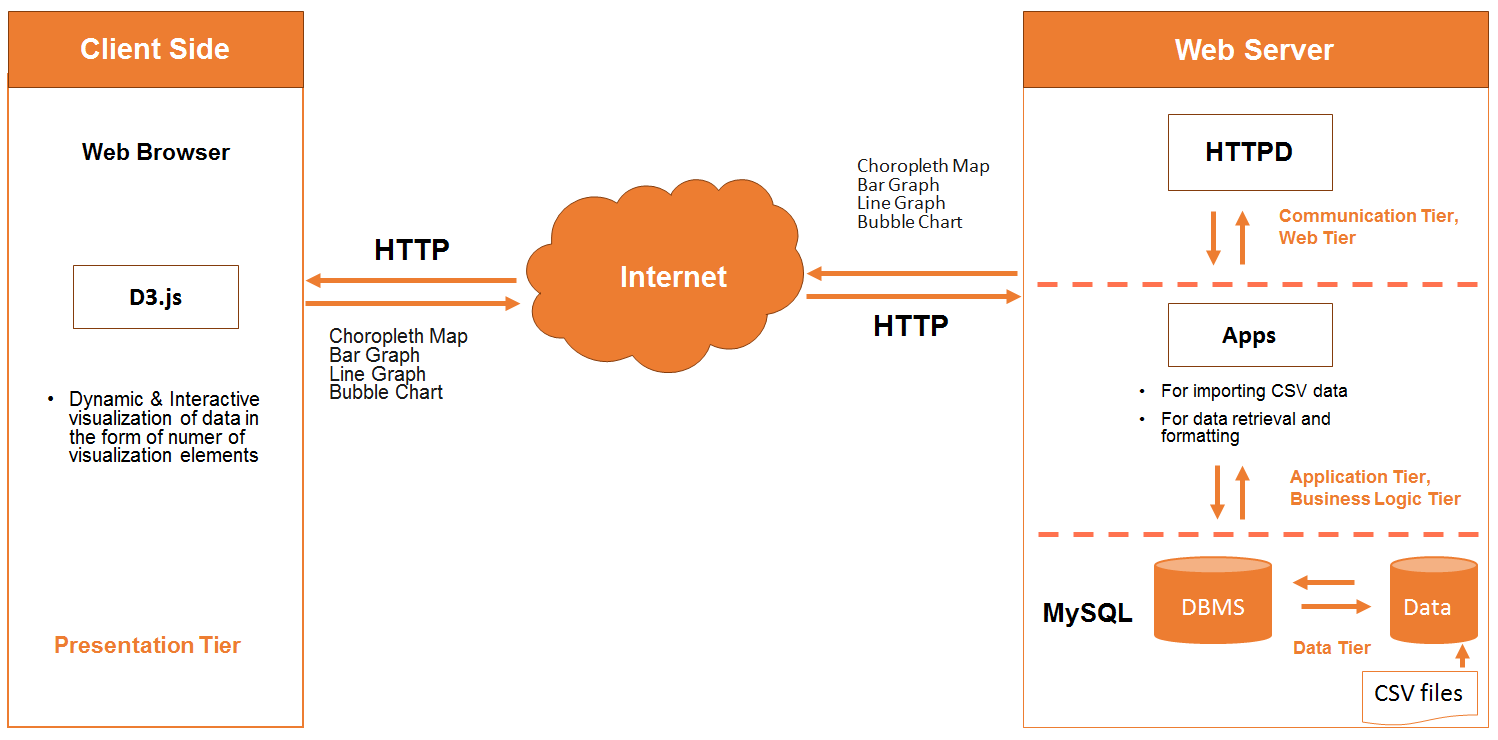 Client Side
Web Browser
D3.js
• Dynamic & Interactive
visualization of data in
the form of numer of
visualization elements
Presentation Tier
HTTP
Choropleth Map
Bar Graph
Line Graph
Bubble Chart
Internet
Choropleth Map
Bar Graph
Line Graph
Bubble Chart
HTTP
Web Server
HTTPD
Communication Tier,
Web Tier
Apps
• For importing CSV data
• For data retrieval and
formatting
Application Tier,
Business Logic Tier
MySQL
DBMS
Data
Data Tier
CSV files